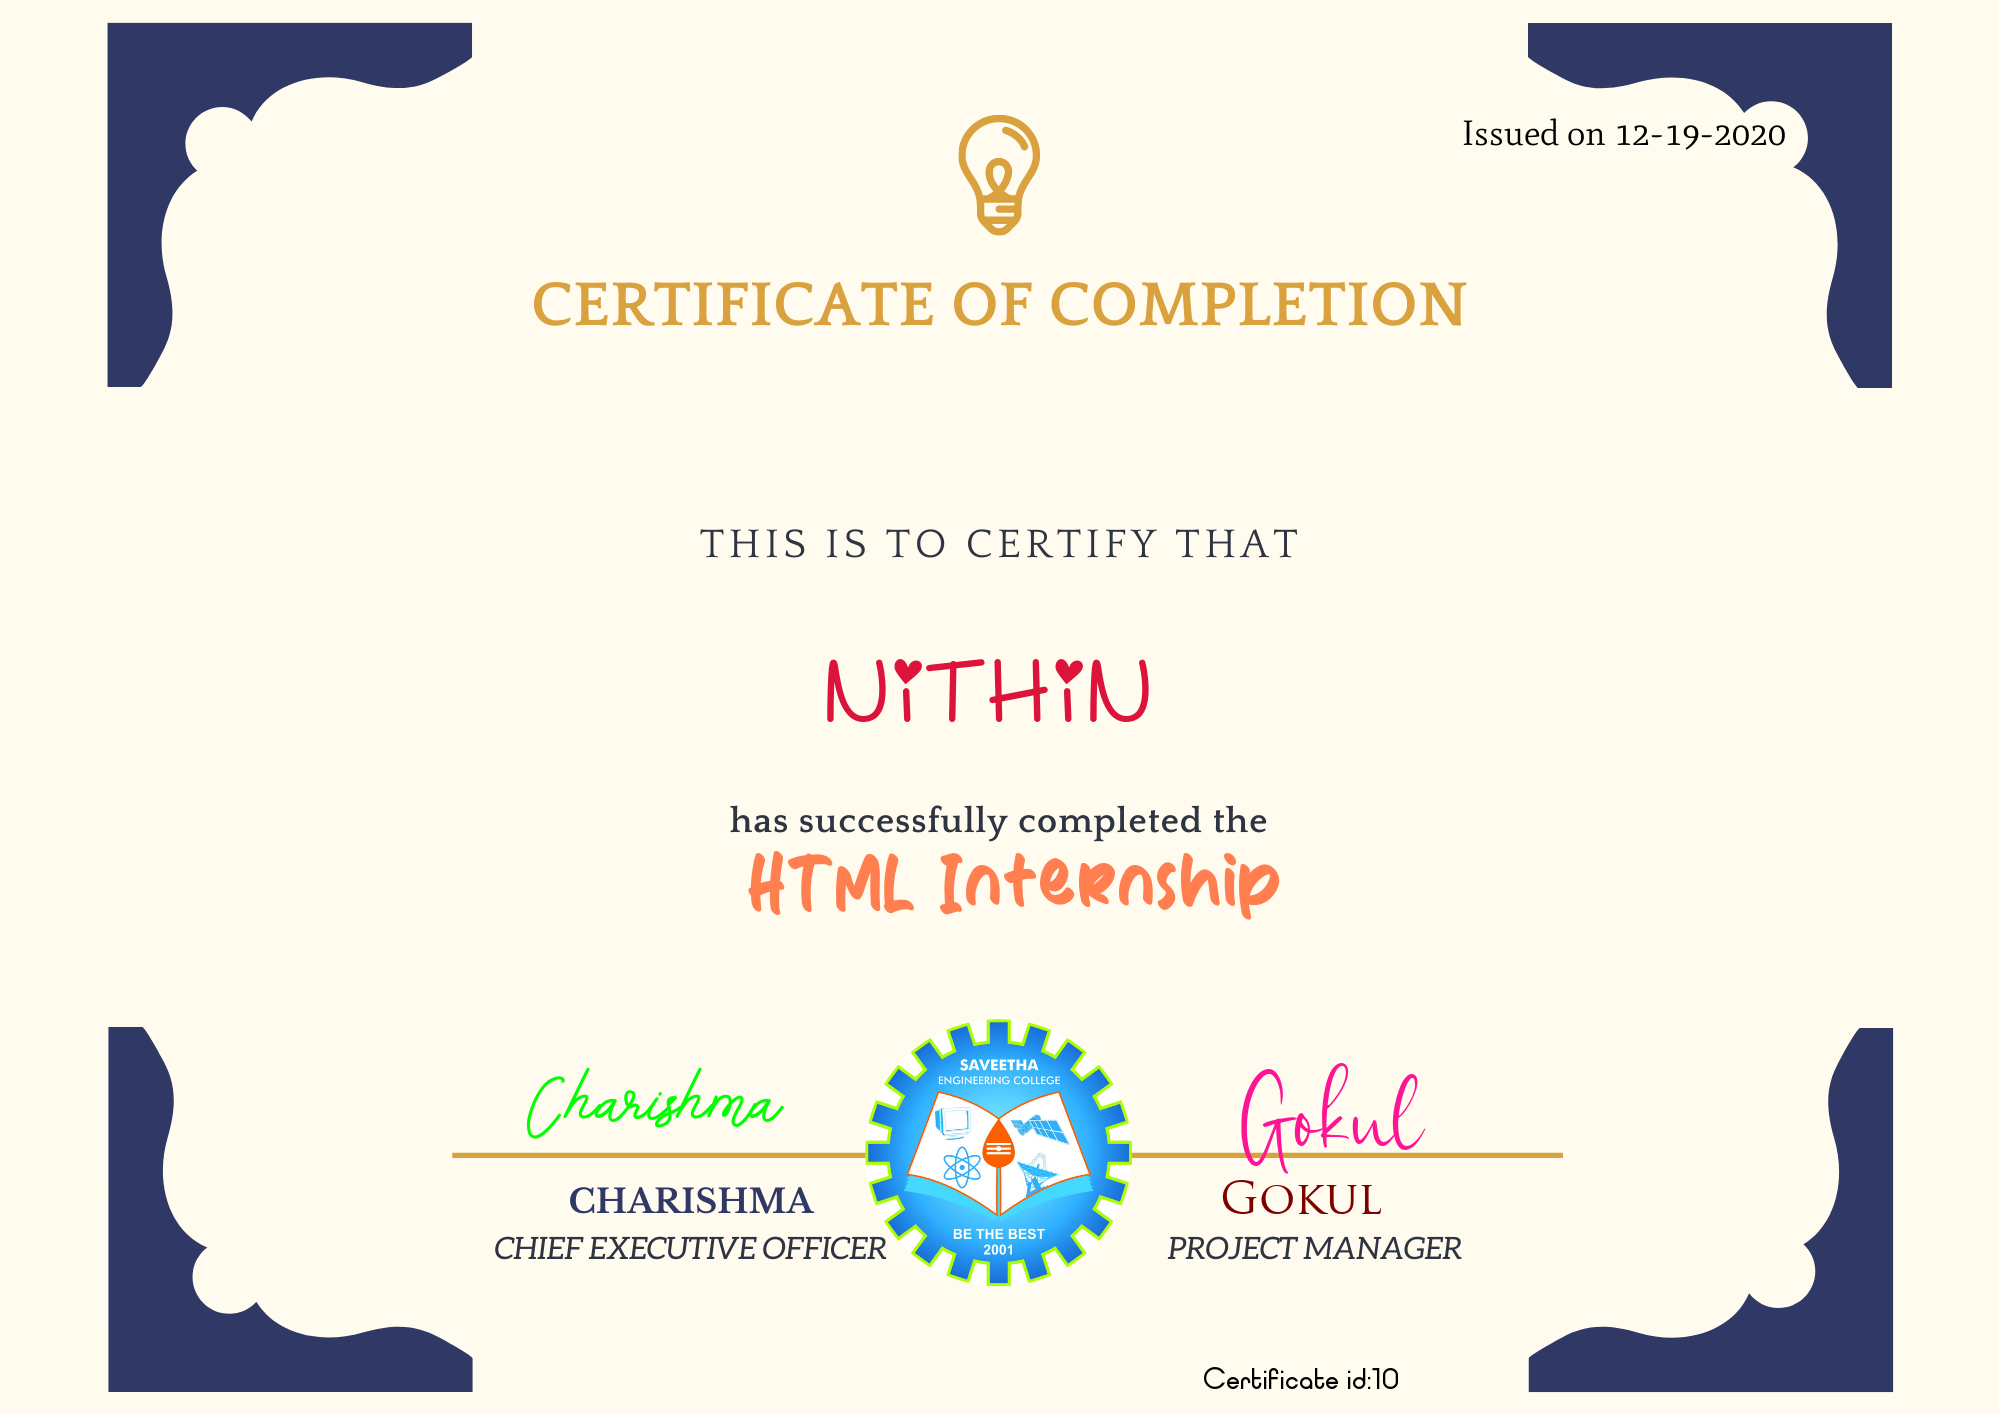 Issued on 12-19-2020
CERTIFICATE OF COMPLETION
THIS IS TO CERTIFY THAT
NiTHiN
has successfully completed the
HTML Internship
SAVEETHA
ENGINEERING COLLEGE
BE THE BEST
2001
Charishma
CHARISHMA
CHIEF EXECUTIVE OFFICER
Gokul
GOKUL
PROJECT MANAGER
Certificate id:10